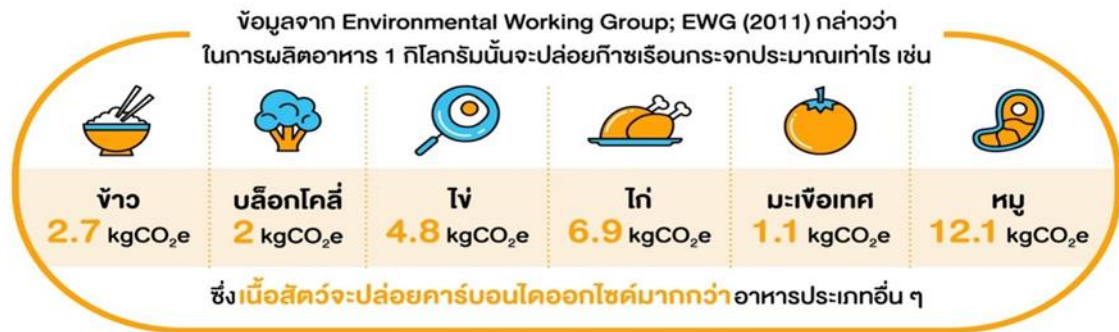 ข้อมูลจาก Environmental Working Group; EWG (2011) กล่าวว่า
ในการผลิตอาหาร 1 กิโลกรัมนั้นจะปล่อยก๊าซเรือนกระจกประมาณเท่าไร เช่น
ข้าว
2.7 kgCO₂e
บล็อกโคลี่
2 kgCO₂e
ไข่
4.8 kgCO₂e
ไก่
6.9 kgCO₂e
มะเขือเทศ
1.1 kgCO₂e
หมู
12.1 kgCO₂e
ซึ่งเนื้อสัตว์จะปล่อยคาร์บอนไดออกไซด์มากกว่า อาหารประเภทอื่น ๆ